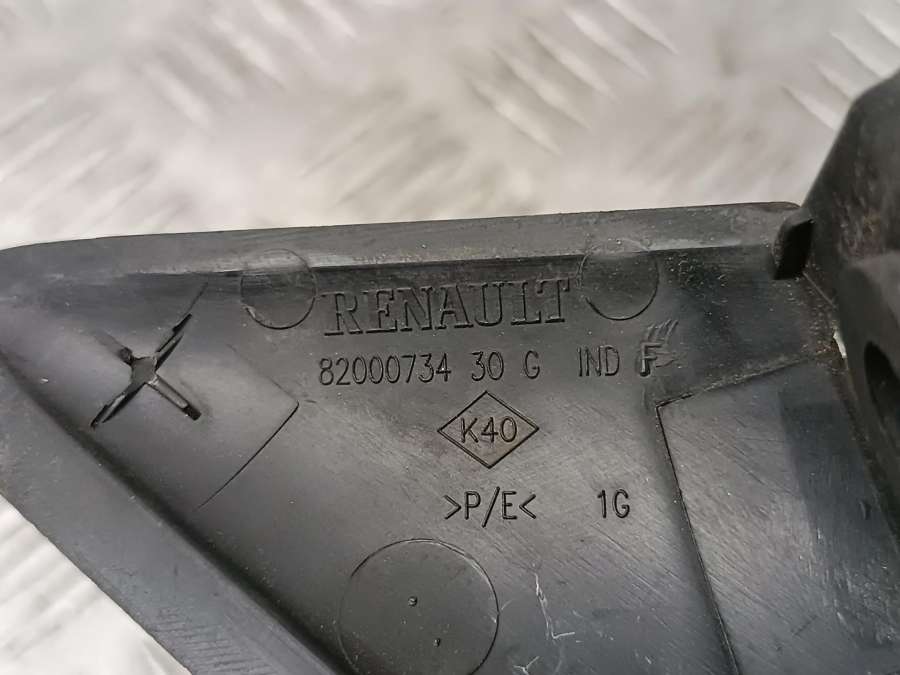 RENAULT
82000734 30 G IND F
K40
>P/E< 1G